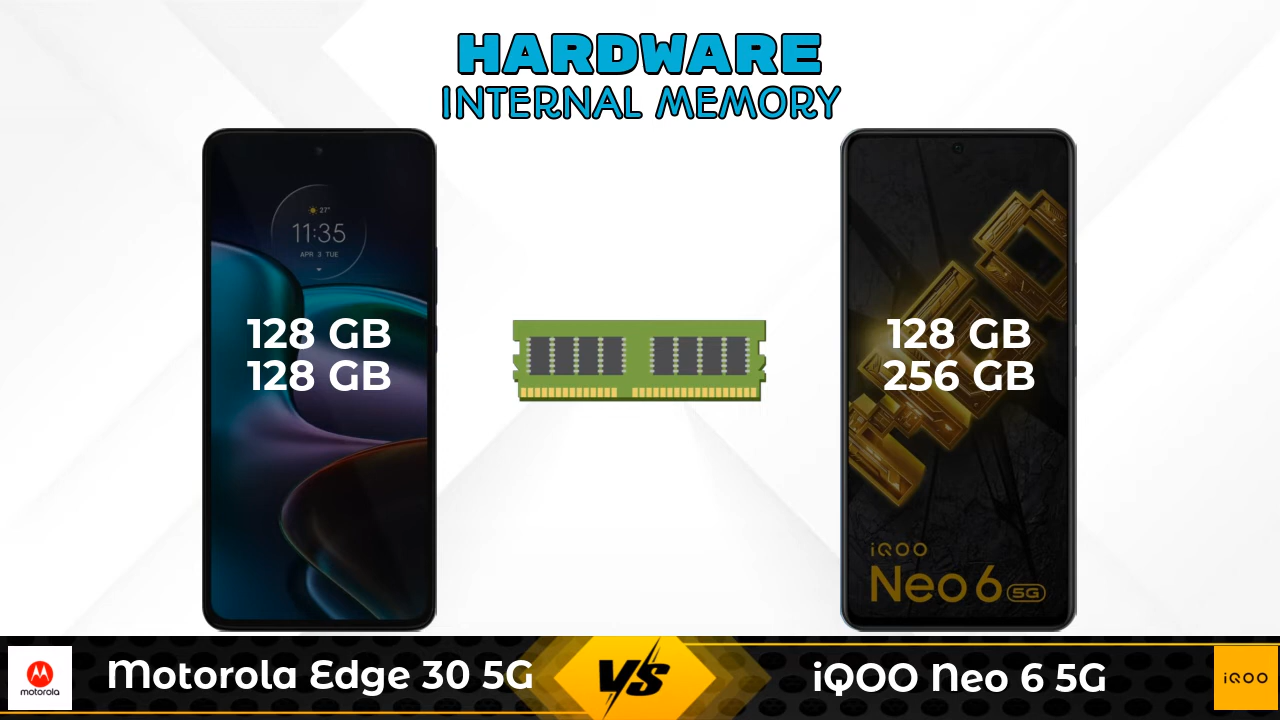 HARDWARE
INTERNAL MEMORY
27°
11:35
APR 3 TUE
128 GB
128 GB
128 GB
256 GB
iQOO
Neo 6 5G
motorola
Motorola Edge 30 5G
VS
iQOO Neo 6 5G
iQOO